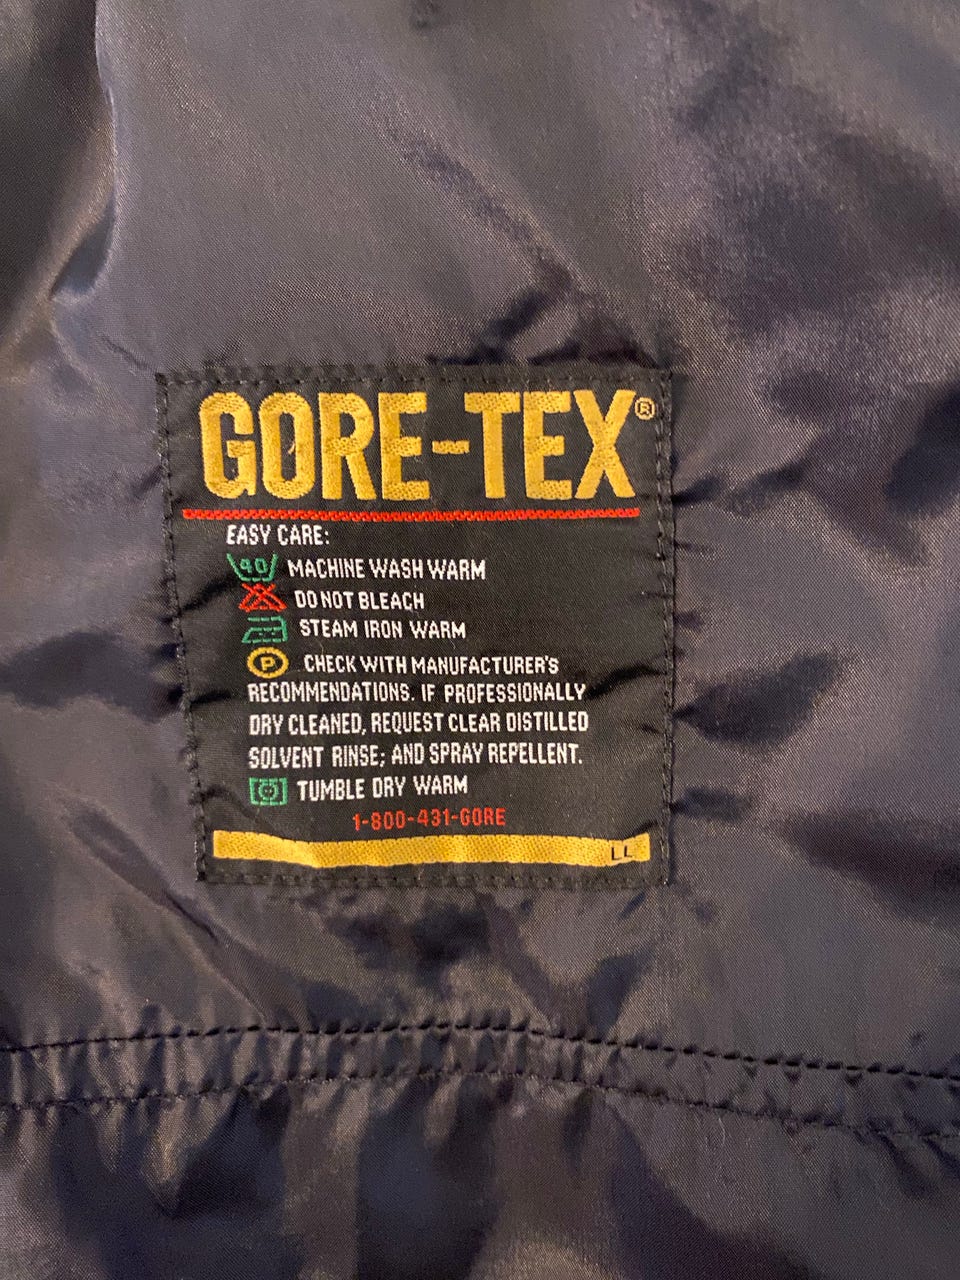 GORE-TEX®
EASY CARE:
40 MACHINE WASH WARM
DO NOT BLEACH
STEAM IRON WARM
P CHECK WITH MANUFACTURER'S
RECOMMENDATIONS. IF PROFESSIONALLY
DRY CLEANED, REQUEST CLEAR DISTILLED
SOLVENT RINSE; AND SPRAY REPELLENT.
TUMBLE DRY WARM
1-800-431-GORE
LL